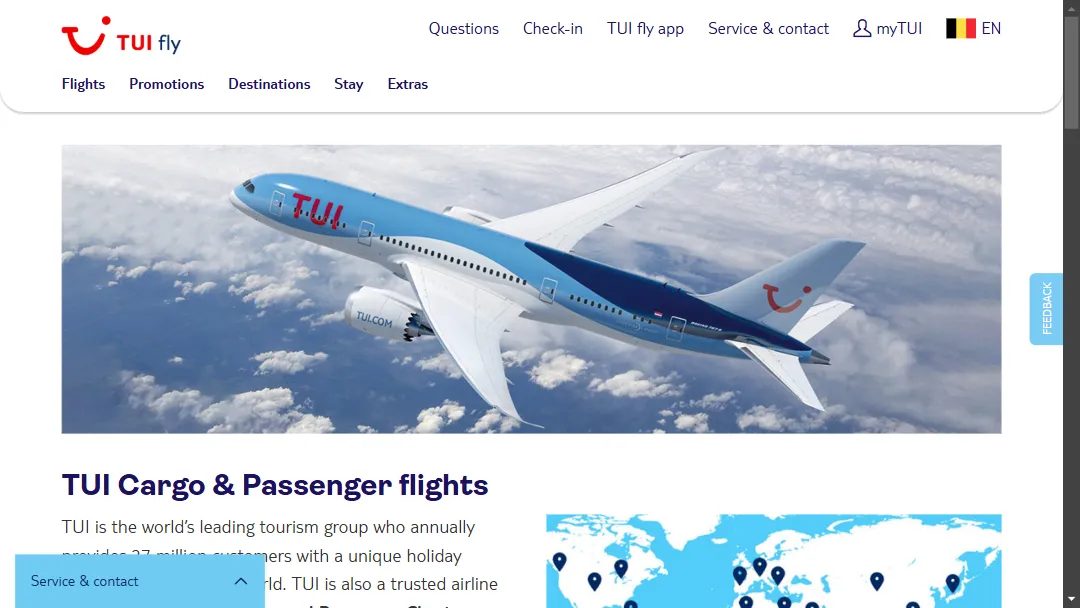 TUI fly
Questions
Check-in
TUI fly app
Service & contact
myTUI
EN
Flights
Promotions
Destinations
Stay
Extras
TUI
TUI.COM
FEEDBACK
TUI Cargo & Passenger flights
TUI is the world's leading tourism group who annually
provides 27 million customers with a unique holiday
rld. TUI is also a trusted airline
Service & contact